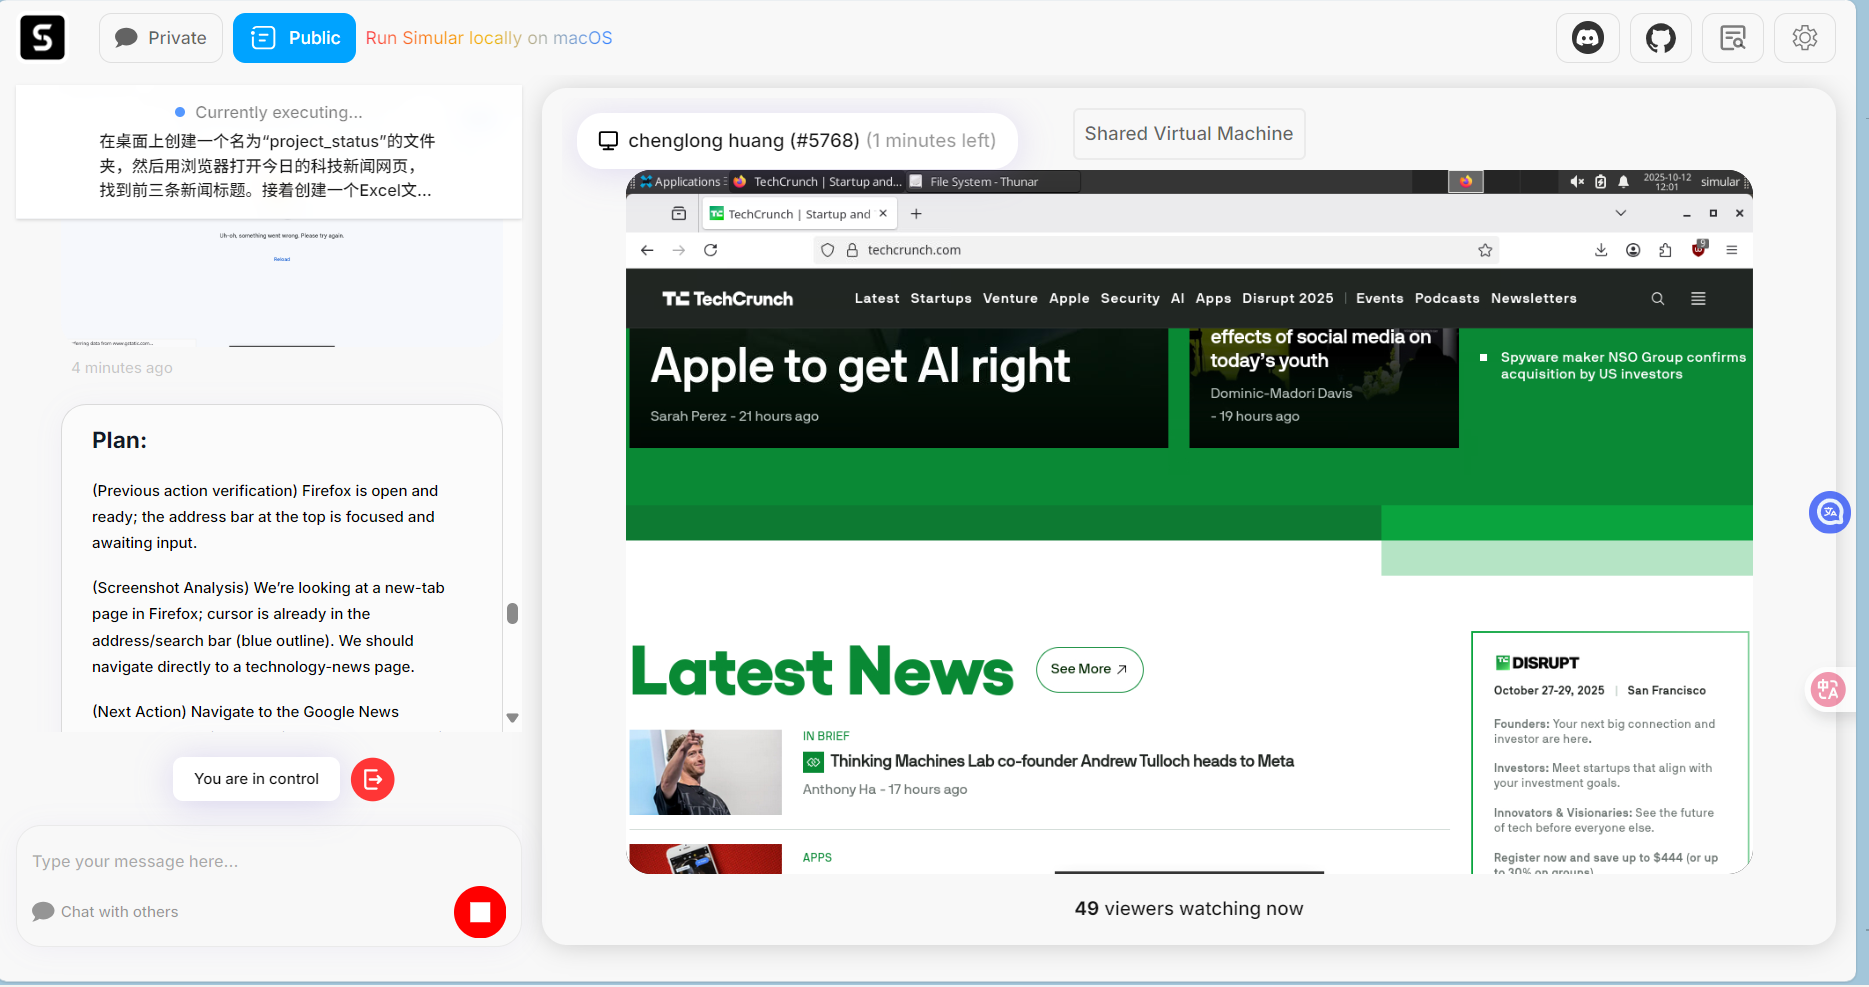 S
Private
Public
Run Simular locally on macOS
Currently executing...
在桌面上创建一个名为“project_status”的文件
夹，然后用浏览器打开今日的科技新闻网页，
找到前三条新闻标题。接着创建一个Excel文...
Uh-oh, something went wrong. Please try again.
Reload
4 minutes ago
Plan:
(Previous action verification) Firefox is open and
ready; the address bar at the top is focused and
awaiting input.
(Screenshot Analysis) We’re looking at a new-tab
page in Firefox; cursor is already in the
address/search bar (blue outline). We should
navigate directly to a technology-news page.
(Next Action) Navigate to the Google News
You are in control
Type your message here...
Chat with others
chenglong huang (#5768) (1 minutes left)
Shared Virtual Machine
Applications
TechCrunch | Startup and...
File System - Thunar
2025-10-12
12:01
simular
TechCrunch | Startup and
techcrunch.com
9
TechCrunch
Latest Startups Venture Apple Security AI Apps Disrupt 2025 | Events Podcasts Newsletters
Apple to get AI right
Sarah Perez - 21 hours ago
effects of social media on
today’s youth
Dominic-Madori Davis
- 19 hours ago
Spyware maker NSO Group confirms
acquisition by US investors
Latest News
See More
IN BRIEF
Thinking Machines Lab co-founder Andrew Tulloch heads to Meta
Anthony Ha - 17 hours ago
APPS
TC DISRUPT
October 27-29, 2025 | San Francisco
Founders: Your next big connection and
investor are here.
Investors: Meet startups that align with
your investment goals.
Innovators & Visionaries: See the future
of tech before everyone else.
Register now and save up to $444 (or up
to 30% on groups)
49 viewers watching now